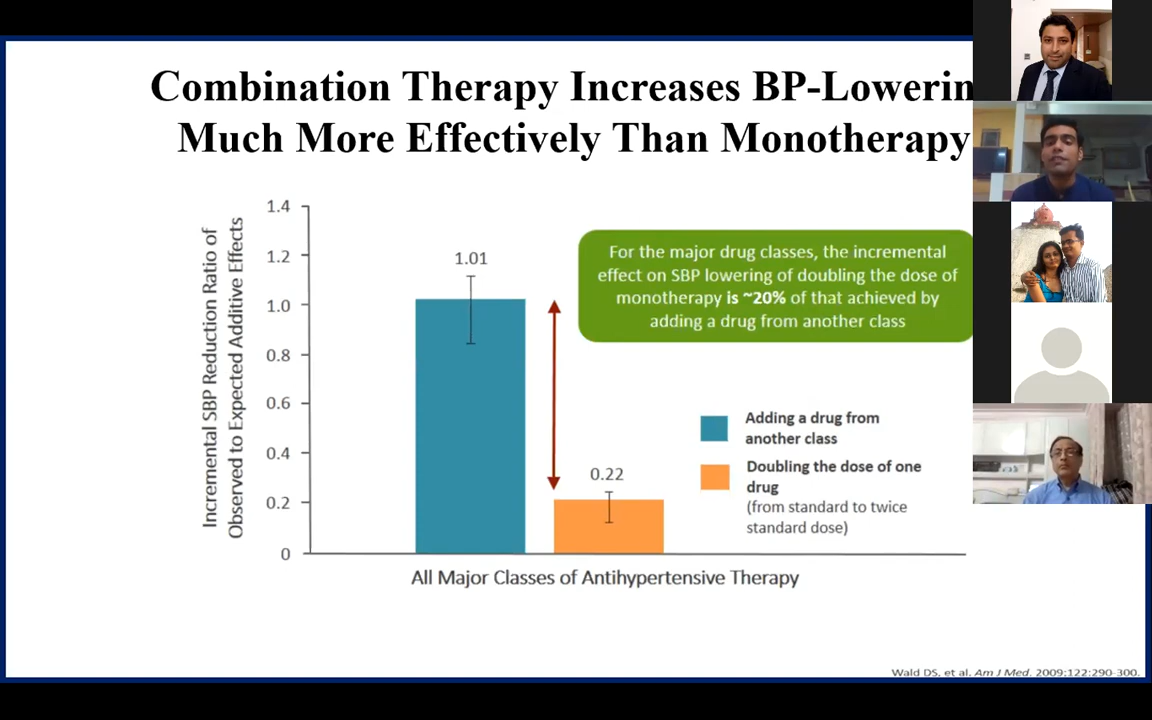 Combination Therapy Increases BP-Lowerin
Much More Effectively Than Monotherapy
Incremental SBP Reduction Ratio of
Observed to Expected Additive Effects
1.4
1.2
1.0
0.8
0.6
0.4
0.2
0
1.01
0.22
For the major drug classes, the incremental
effect on SBP lowering of doubling the dose of
monotherapy is ~20% of that achieved by
adding a drug from another class
Adding a drug from
another class
Doubling the dose of one
drug
(from standard to twice
standard dose)
All Major Classes of Antihypertensive Therapy
Wald DS, et al. Am J Med. 2009;122:290-300.